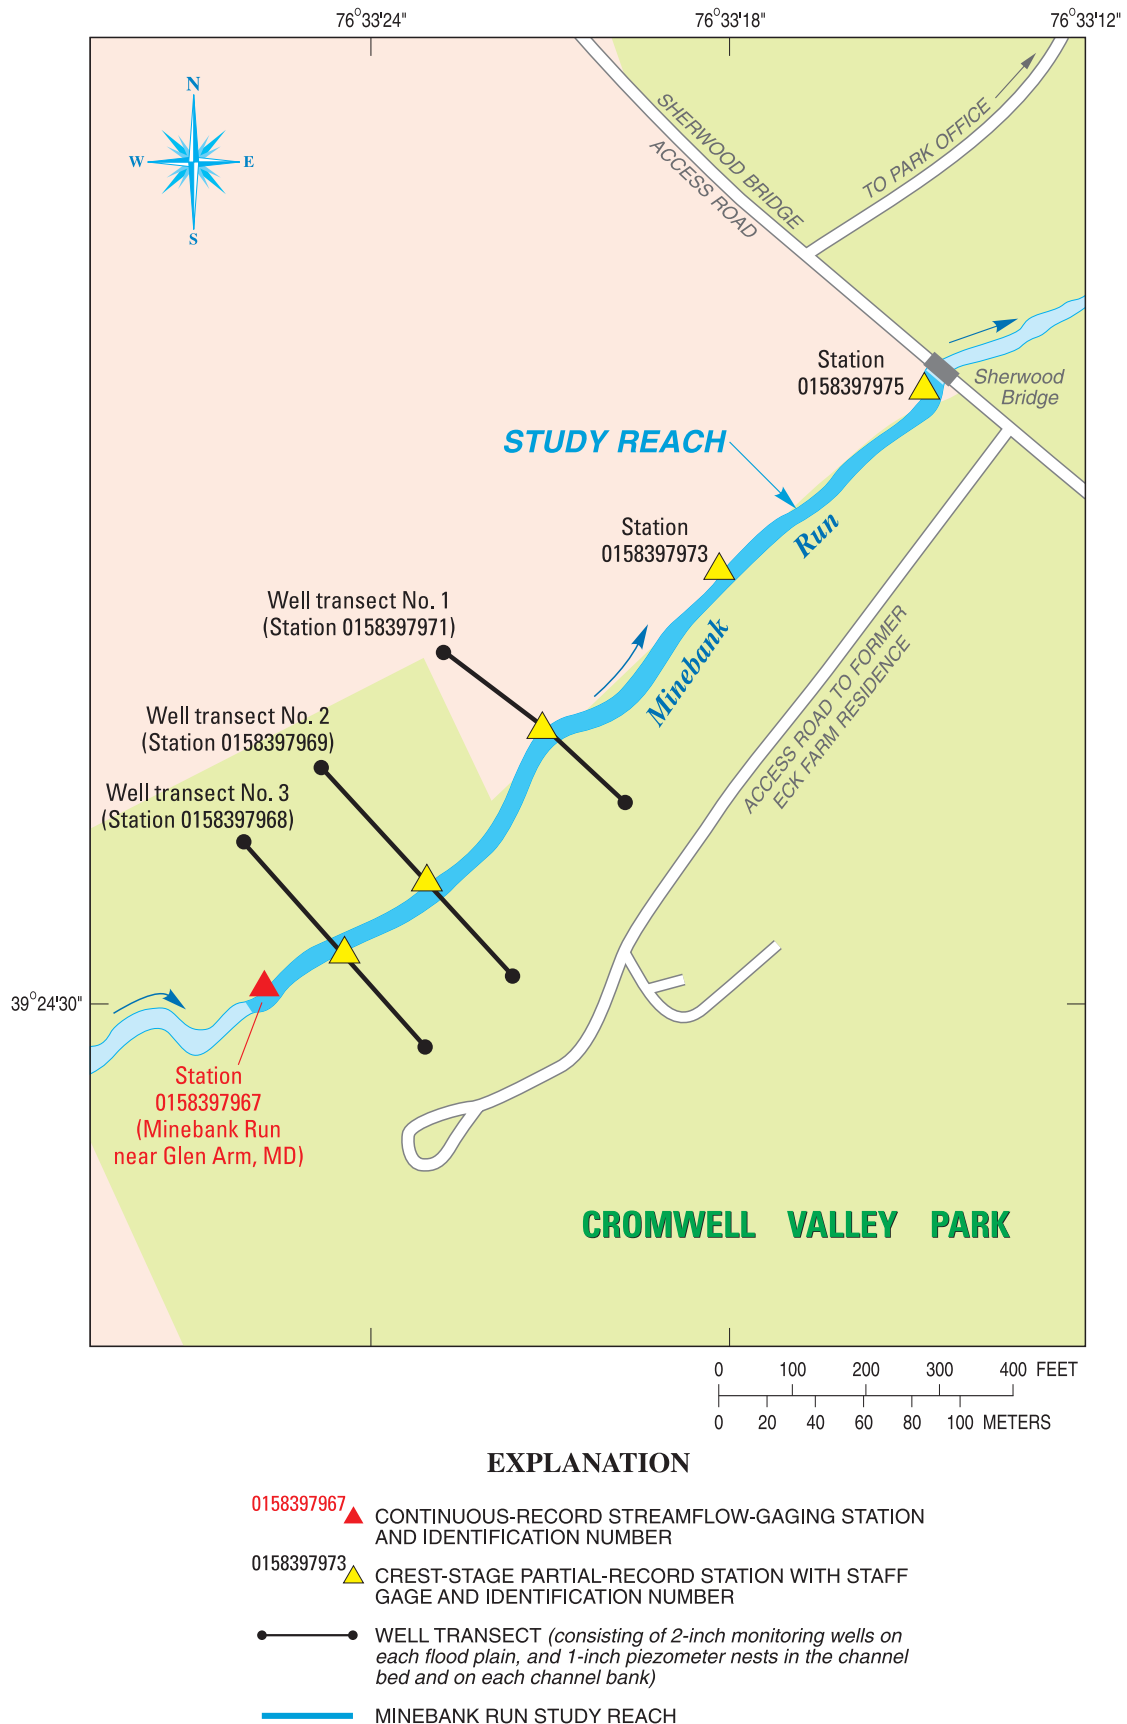 76°33'24"
76°33'18"
76°33'12"
N
W
E
S
SHERWOOD BRIDGE
ACCESS ROAD
TO PARK OFFICE
Station
0158397975
Sherwood
Bridge
STUDY REACH
Run
Station
0158397973
Minebank
Well transect No. 1
(Station 0158397971)
ACCESS ROAD TO FORMER
ECK FARM RESIDENCE
Well transect No. 2
(Station 0158397969)
Well transect No. 3
(Station 0158397968)
39°24'30"
Station
0158397967
(Minebank Run
near Glen Arm, MD)
CROMWELL VALLEY PARK
0 100 200 300 400 FEET
0 20 40 60 80 100 METERS
EXPLANATION
0158397967
CONTINUOUS-RECORD STREAMFLOW-GAGING STATION
AND IDENTIFICATION NUMBER
0158397973
CREST-STAGE PARTIAL-RECORD STATION WITH STAFF
GAGE AND IDENTIFICATION NUMBER
WELL TRANSECT (consisting of 2-inch monitoring wells on
each flood plain, and 1-inch piezometer nests in the channel
bed and on each channel bank)
MINEBANK RUN STUDY REACH